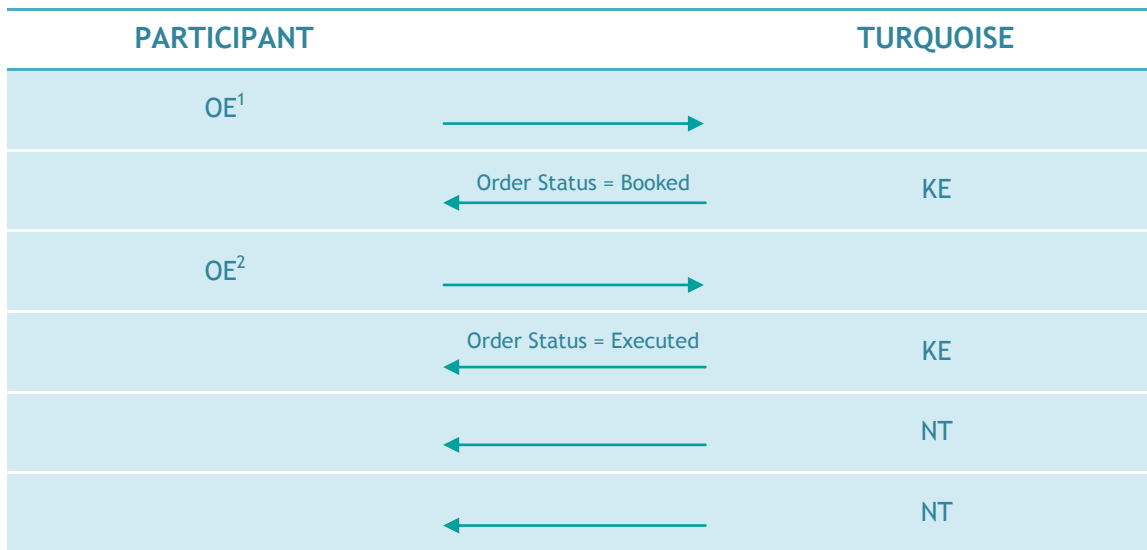 PARTICIPANT TURQUOISE
OE¹
Order Status = Booked KE
OE²
Order Status = Executed KE
NT
NT